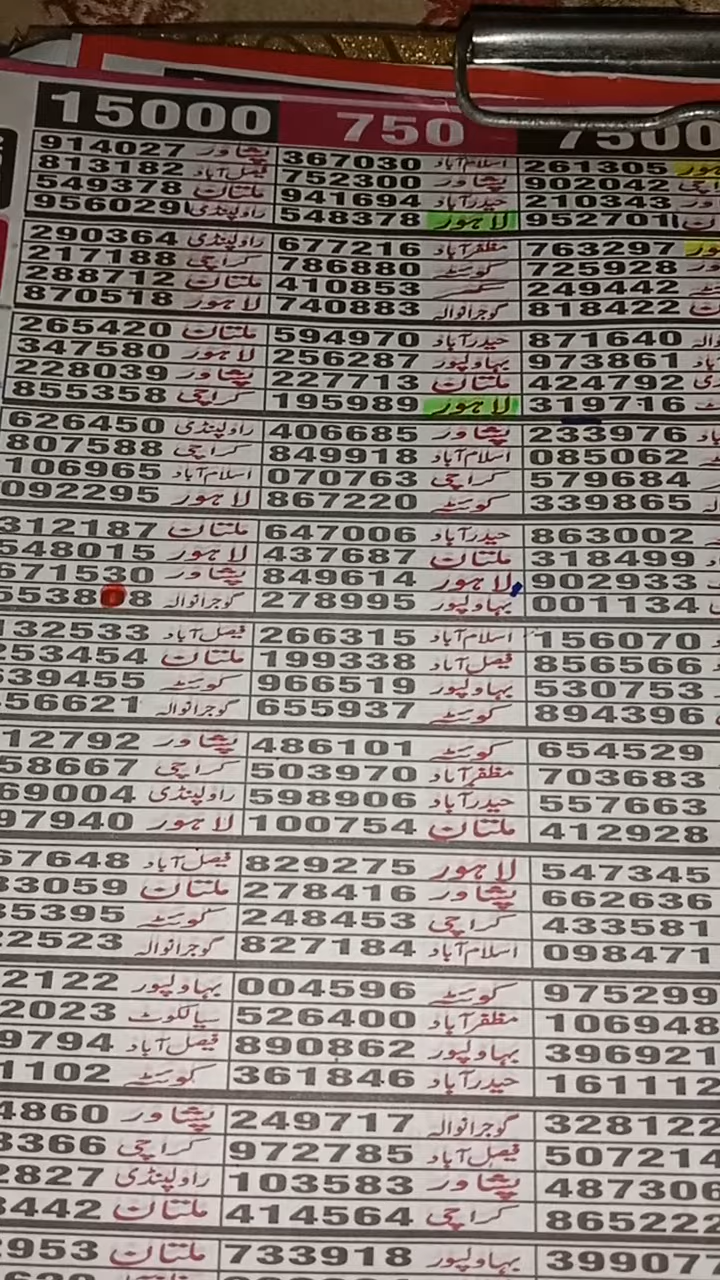 15000 750 7500
914027 پشاور 367030 اسلام آباد 261305
813182 فیصل آباد 752300 پشاور 902042
549378 ملتان 941694 حیدرآباد 210343
956029 راولپنڈی 548378 لاہور 952701
290364 راولپنڈی 677216 مظفرآباد 763297
217188 کراچی 786880 کوئٹہ 725928
288712 ملتان 410853 سکھر 249442
870518 لاہور 740883 گوجرانوالہ 818422
265420 ملتان 594970 حیدرآباد 871640
347580 لاہور 256287 بہاولپور 973861
228039 پشاور 227713 ملتان 424792
855358 کراچی 195989 لاہور 319716
626450 راولپنڈی 406685 پشاور 233976
807588 کراچی 849918 اسلام آباد 085062
106965 اسلام آباد 070763 کراچی 579684
092295 لاہور 867220 کوئٹہ 339865
312187 ملتان 647006 حیدرآباد 863002
548015 لاہور 437687 ملتان 318499
671530 پشاور 849614 لاہور 902933
گوجرانوالہ 278995 بہاولپور 001134
132533 فیصل آباد 266315 اسلام آباد 156070
253454 ملتان 199338 فیصل آباد 856566
539455 کوئٹہ 966519 بہاولپور 530753
56621 گوجرانوالہ 655937 کوئٹہ 894396
12792 پشاور 486101 کوئٹہ 654529
58667 کراچی 503970 مظفرآباد 703683
69004 راولپنڈی 598906 حیدرآباد 557663
97940 لاہور 100754 ملتان 412928
57648 فیصل آباد 829275 لاہور 547345
33059 ملتان 278416 پشاور 662636
35395 کوئٹہ 248453 کراچی 433581
22523 گوجرانوالہ 827184 اسلام آباد 098471
2122 بہاولپور 004596 کوئٹہ 975299
2023 سیالکوٹ 526400 مظفرآباد 106948
9794 فیصل آباد 890862 بہاولپور 396921
1102 کوئٹہ 361846 حیدرآباد 161112
4860 پشاور 249717 گوجرانوالہ 328122
3366 کراچی 972785 فیصل آباد 507214
2827 راولپنڈی 103583 پشاور 487306
3442 ملتان 414564 کراچی 865222
2953 ملتان 733918 بہاولپور 39907